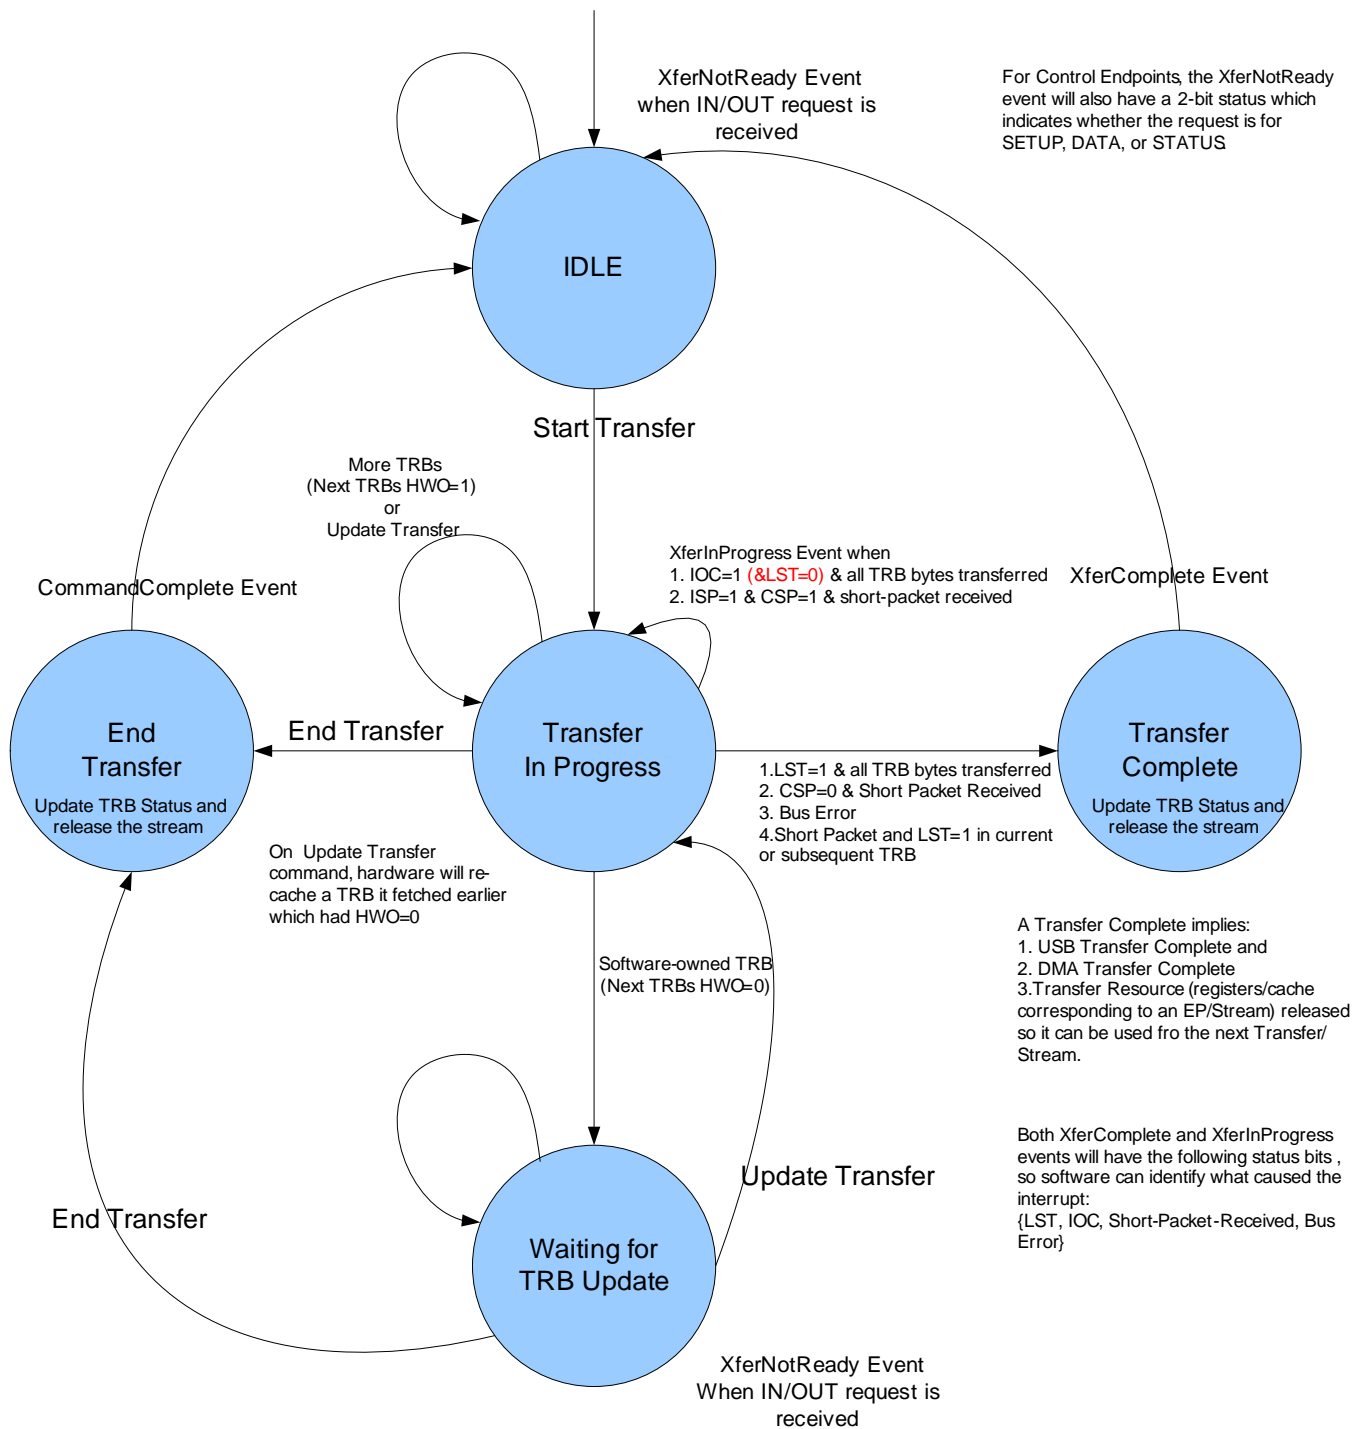 XferNotReady Event
when IN/OUT request is
received
For Control Endpoints, the XferNotReady
event will also have a 2-bit status which
indicates whether the request is for
SETUP, DATA, or STATUS.
IDLE
Start Transfer
More TRBs
(Next TRBs HWO=1)
or
Update Transfer
XferInProgress Event when
1. IOC=1 (&LST=0) & all TRB bytes transferred
2. ISP=1 & CSP=1 & short-packet received
CommandComplete Event
XferComplete Event
End
Transfer
Update TRB Status and
release the stream
End Transfer
Transfer
In Progress
1.LST=1 & all TRB bytes transferred
2. CSP=0 & Short Packet Received
3. Bus Error
4.Short Packet and LST=1 in current
or subsequent TRB
Transfer
Complete
Update TRB Status and
release the stream
On Update Transfer
command, hardware will re-
cache a TRB it fetched earlier
which had HWO=0
Software-owned TRB
(Next TRBs HWO=0)
A Transfer Complete implies:
1. USB Transfer Complete and
2. DMA Transfer Complete
3.Transfer Resource (registers/cache
corresponding to an EP/Stream) released
so it can be used fro the next Transfer/
Stream.
Both XferComplete and XferInProgress
events will have the following status bits ,
so software can identify what caused the
interrupt:
{LST, IOC, Short-Packet-Received, Bus
Error}
Update Transfer
End Transfer
Waiting for
TRB Update
XferNotReady Event
When IN/OUT request is
received